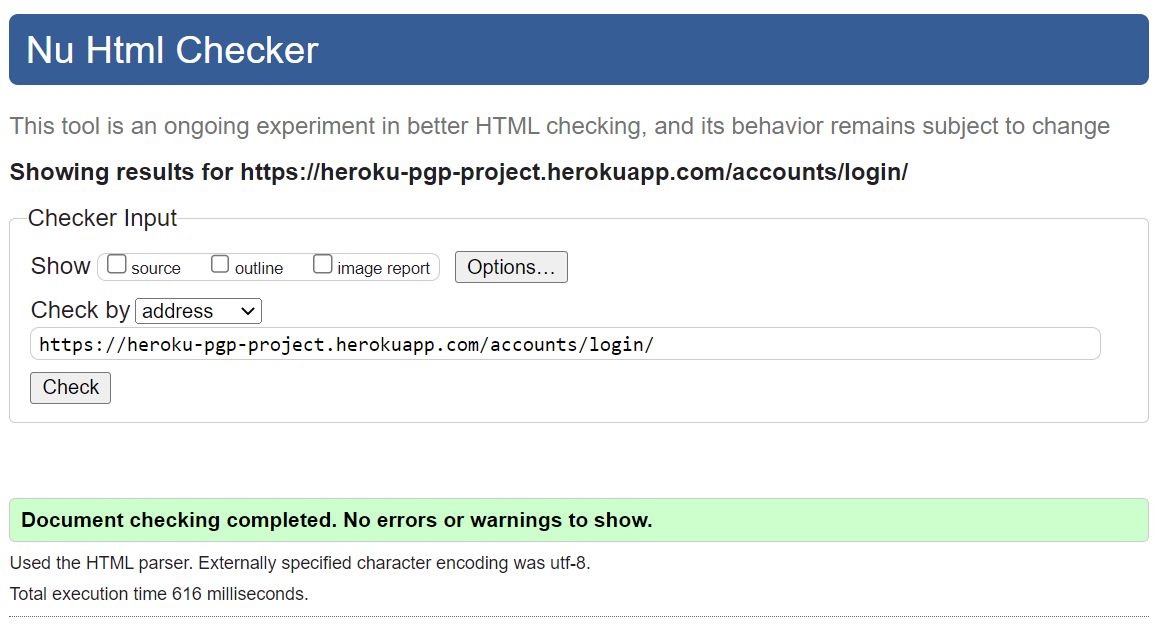 Nu Html Checker
This tool is an ongoing experiment in better HTML checking, and its behavior remains subject to change
Showing results for https://heroku-pgp-project.herokuapp.com/accounts/login/
Checker Input
Show source outline image report Options...
Check by address
https://heroku-pgp-project.herokuapp.com/accounts/login/
Check
Document checking completed. No errors or warnings to show.
Used the HTML parser. Externally specified character encoding was utf-8.
Total execution time 616 milliseconds.